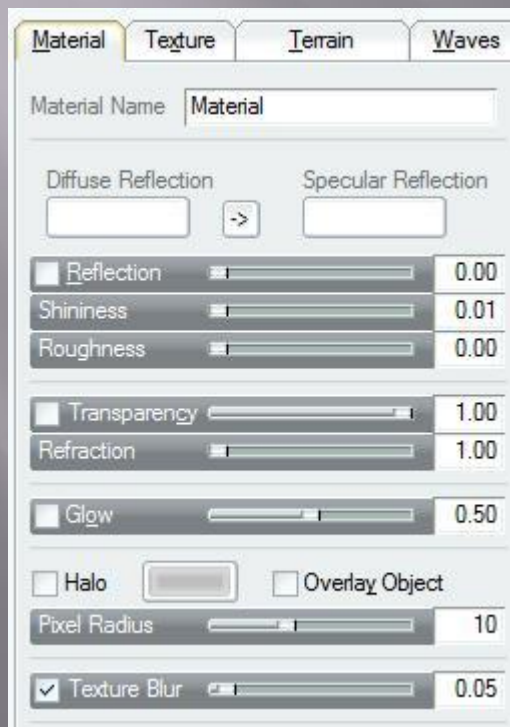 Material Texture Terrain Waves
Material Name Material
Diffuse Reflection Specular Reflection
->
Reflection 0.00
Shininess 0.01
Roughness 0.00
Transparency 1.00
Refraction 1.00
Glow 0.50
Halo Overlay Object
Pixel Radius 10
Texture Blur 0.05